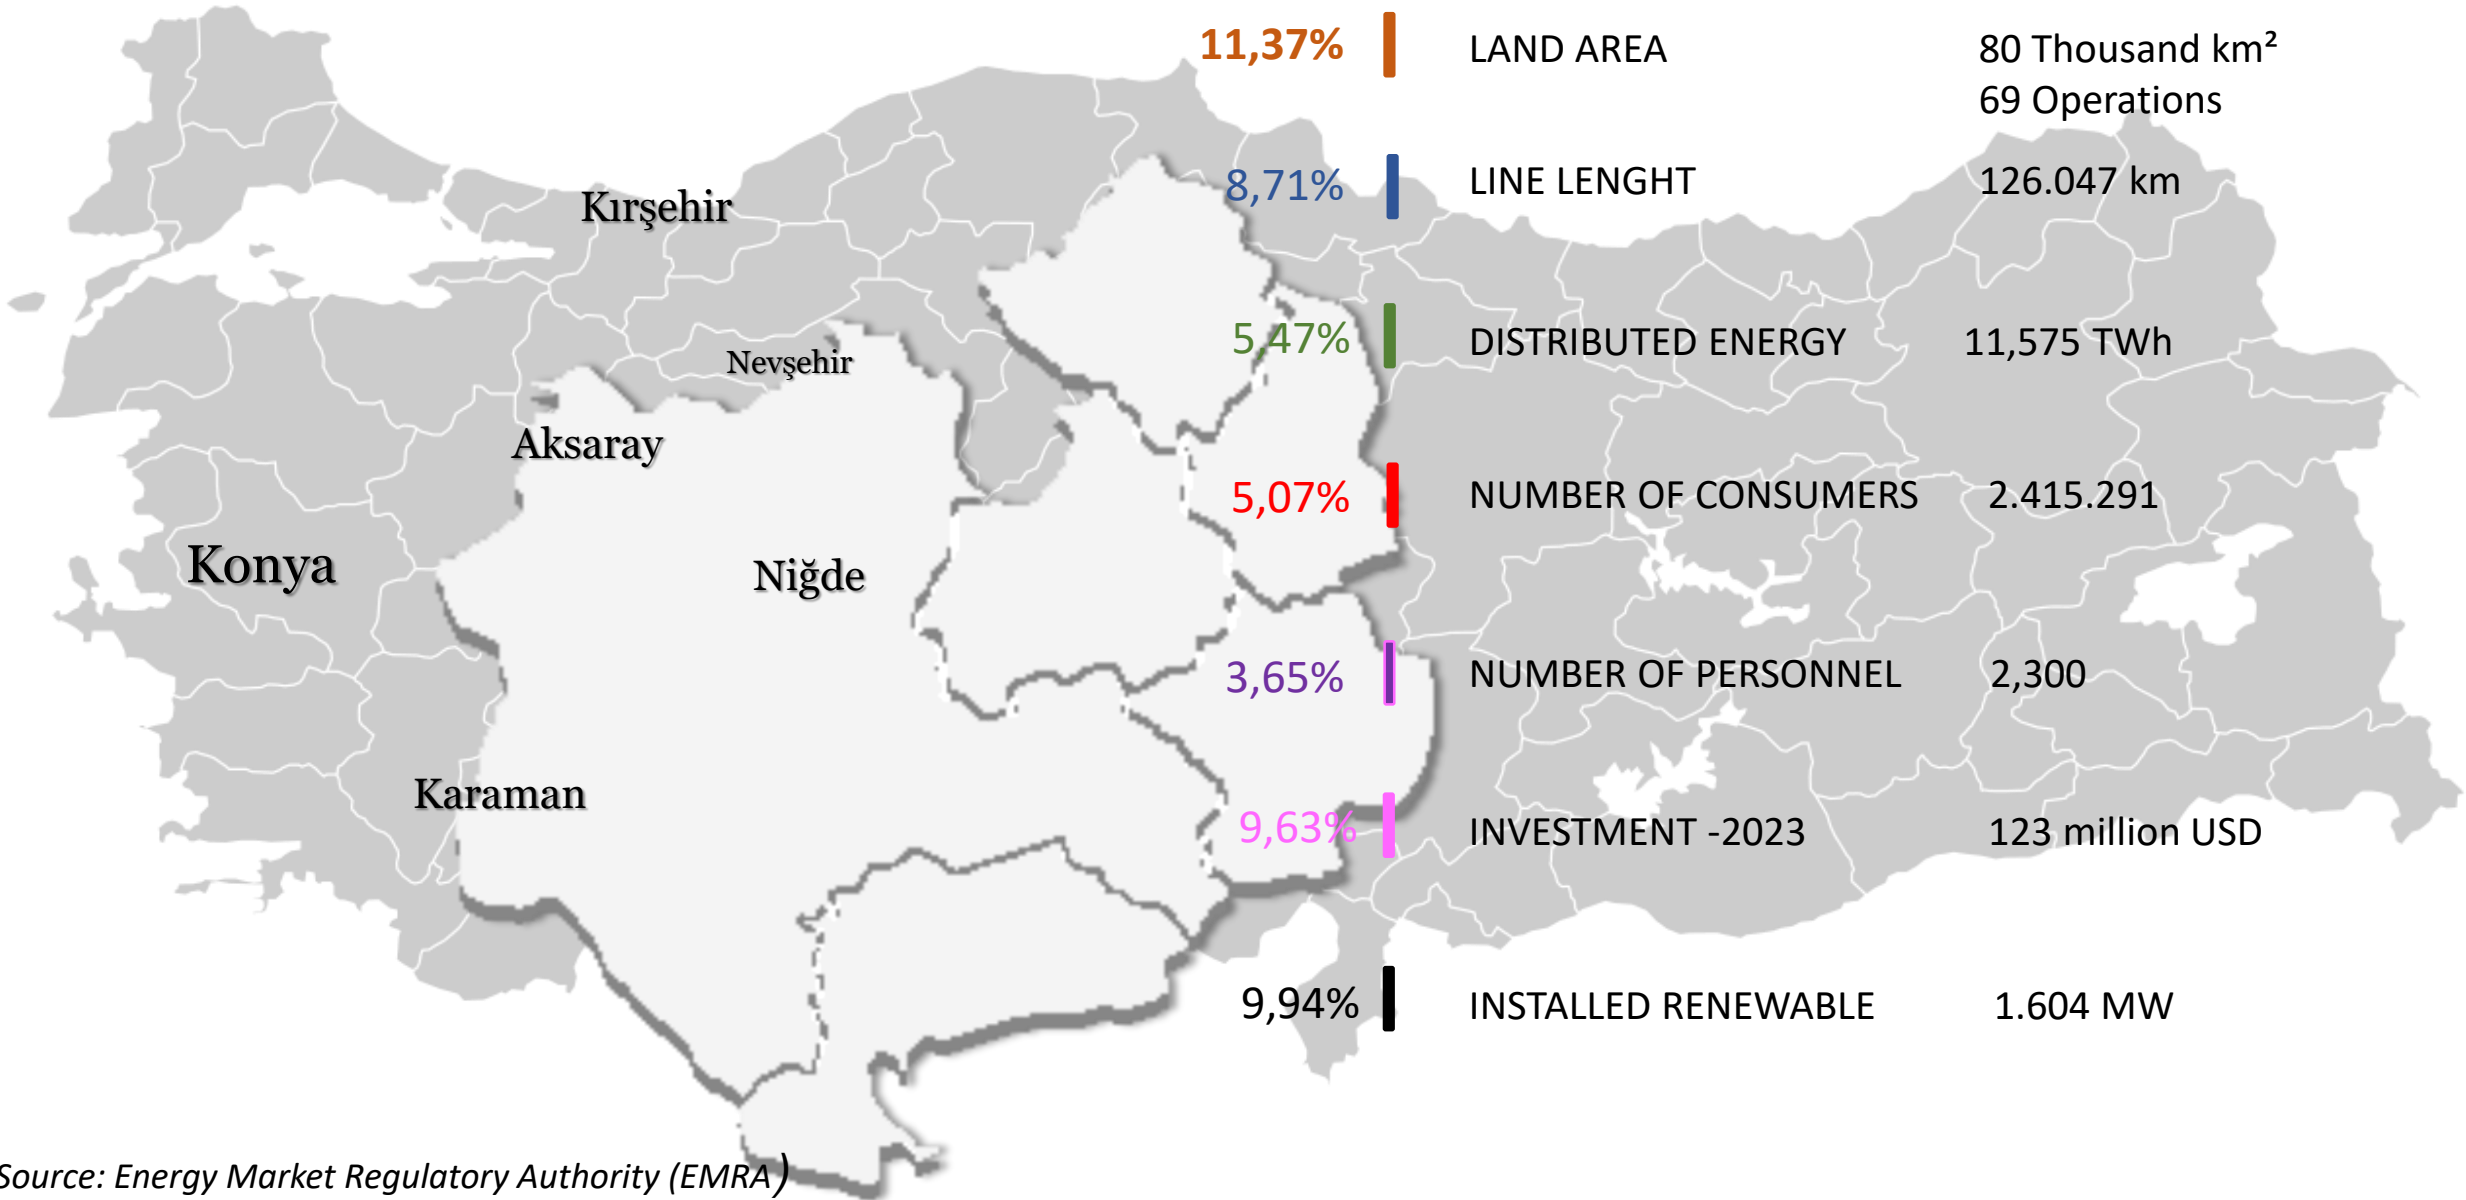 11,37% LAND AREA 80 Thousand km²
69 Operations
8,71% LINE LENGHT 126.047 km
Kırşehir
5,47% DISTRIBUTED ENERGY 11,575 TWh
Nevşehir
Aksaray
5,07% NUMBER OF CONSUMERS 2.415.291
Konya
Niğde
3,65% NUMBER OF PERSONNEL 2,300
Karaman
9,63% INVESTMENT -2023 123 million USD
9,94% INSTALLED RENEWABLE 1.604 MW
Source: Energy Market Regulatory Authority (EMRA)